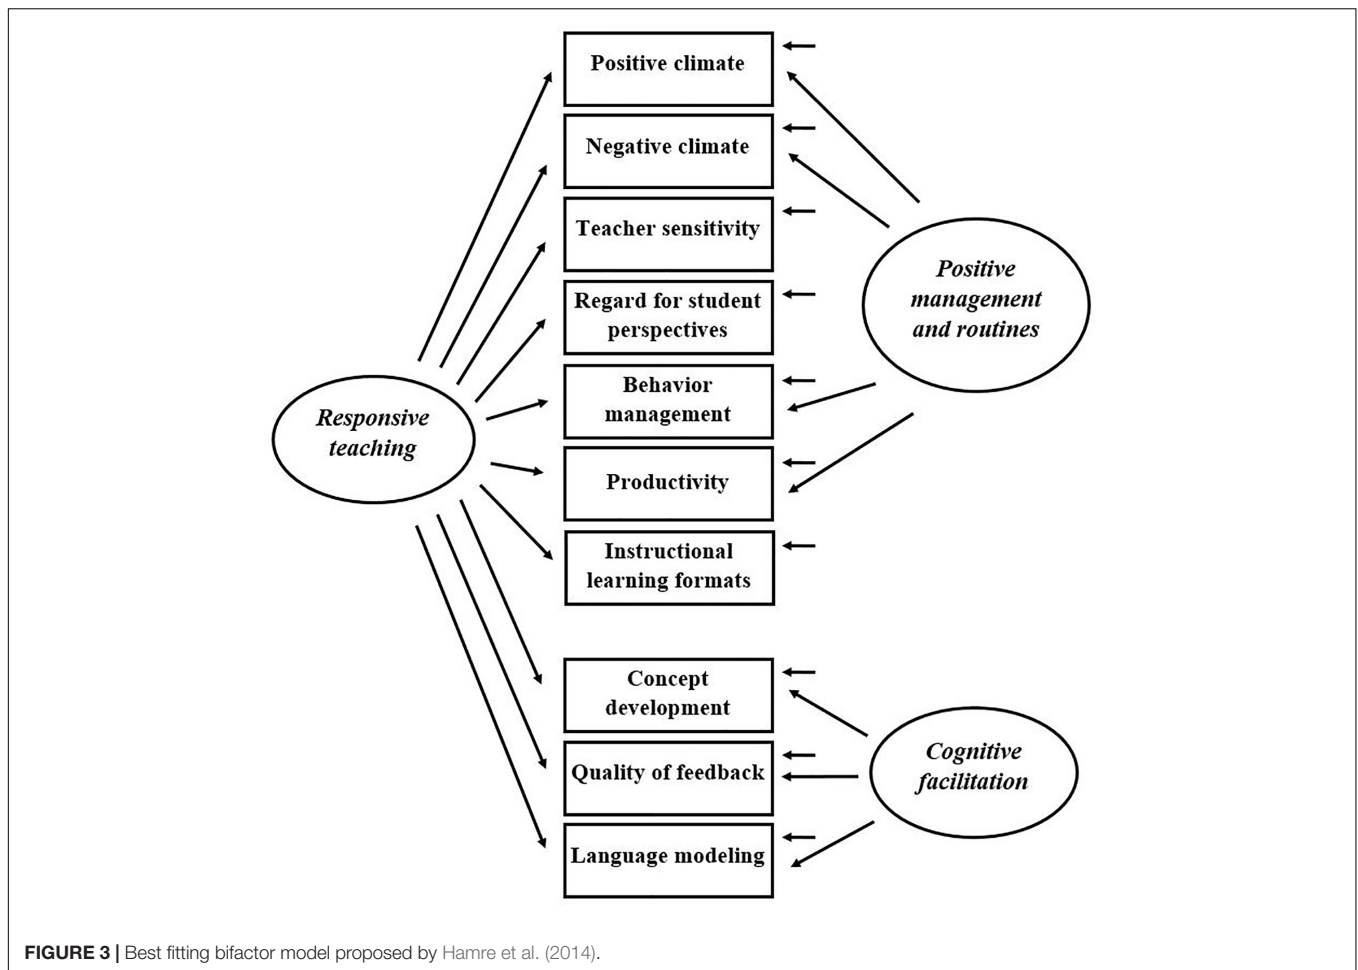 Positive climate
Negative climate
Teacher sensitivity
Regard for student
perspectives
Behavior
management
Productivity
Instructional
learning formats
Concept
development
Quality of feedback
Language modeling
Responsive
teaching
Positive
management
and routines
Cognitive
facilitation
FIGURE 3 | Best fitting bifactor model proposed by Hamre et al. (2014).